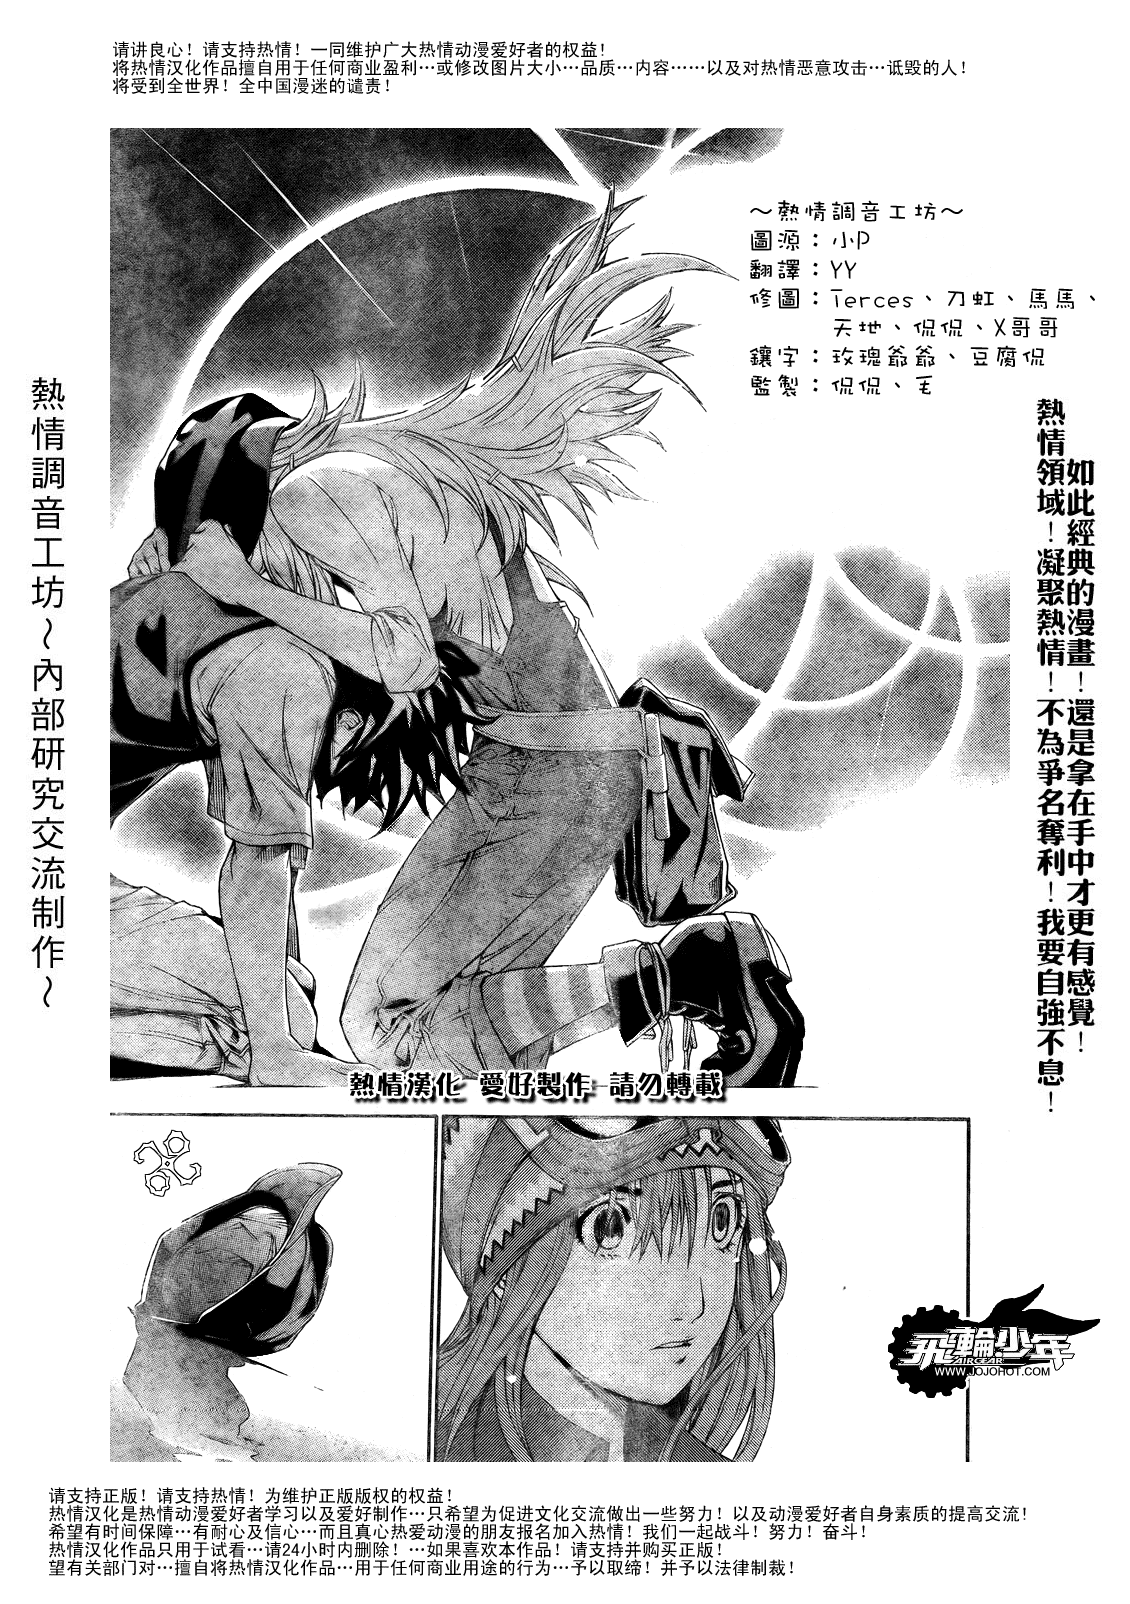 请讲良心！请支持热情！一同维护广大热情动漫爱好者的权益！
将热情汉化作品擅自用于任何商业盈利…或修改图片大小…品质…内容……以及对热情恶意攻击…诋毁的人！
将受到全世界！全中国漫迷的谴责！
～熱情調音工坊～
圖源：小P
翻譯：YY
修圖：Terces、刀虹、馬馬、
天地、侃侃、X哥哥
鑲字：玫瑰爺爺、豆腐侃
監製：侃侃、毛
如此經典的漫畫！還是拿在手中才更有感覺！
熱情領域！凝聚熱情！不為爭名奪利！我要自強不息！
熱情調音工坊～內部研究交流制作～
熱情漢化 愛好製作 請勿轉載
飛輪少年
AIRGEAR
WWW.JOJOHOT.COM
请支持正版！请支持热情！为维护正版版权的权益！
热情汉化是热情动漫爱好者学习以及爱好制作…只希望为促进文化交流做出一些努力！以及动漫爱好者自身素质的提高交流！
希望有时间保障…有耐心及信心…而且真心热爱动漫的朋友报名加入热情！我们一起战斗！努力！奋斗！
热情汉化作品只用于试看…请24小时内删除！…如果喜欢本作品！请支持并购买正版！
望有关部门对…擅自将热情汉化作品…用于任何商业用途的行为…予以取缔！并予以法律制裁！